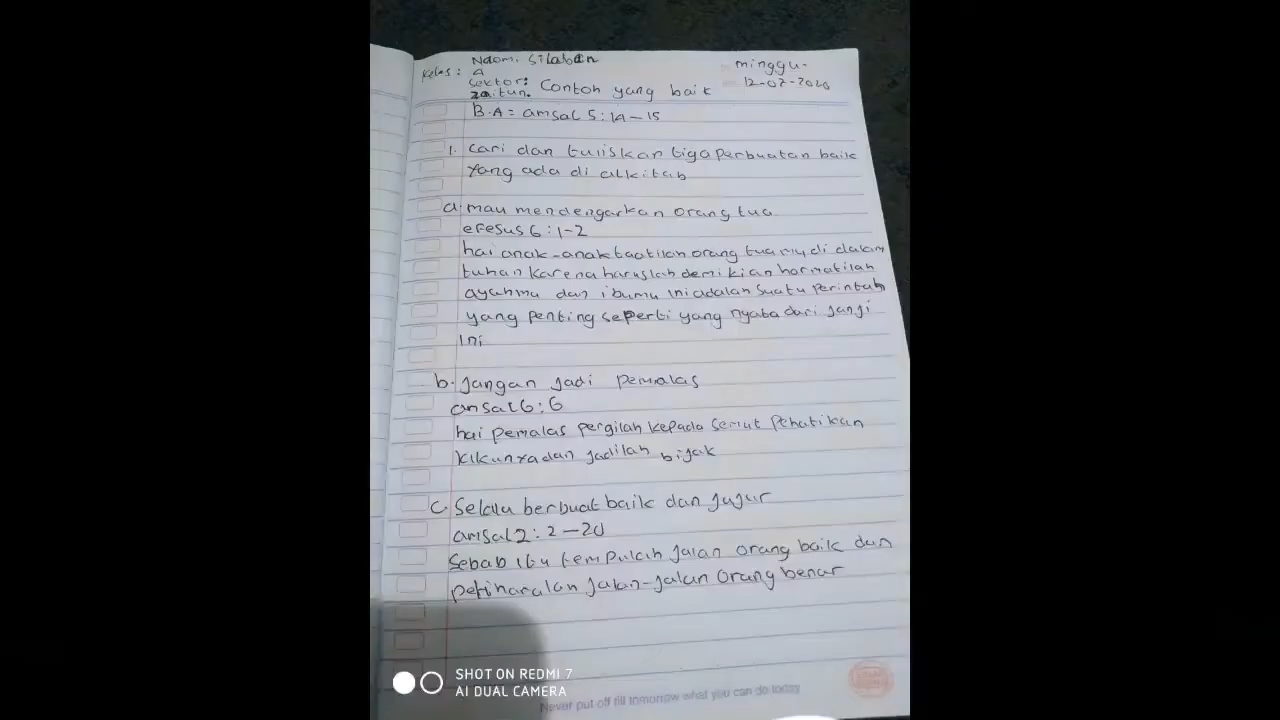 Naomi Silaban
Kelas: A
Sektor:
zaitun.
minggu-
12-07-2020
Contoh yang baik
B.A = amsal 5:14-15
1. Cari dan tuliskan tiga perbuatan baik
yang ada di alkitab
a. mau mendengarkan orang tua
efesus 6:1-2
hai anak-anak taatilah orang tuamu di dalam
tuhan karena haruslah demikian hormatilah
ayahmu dan ibumu ini adalah suatu perintah
yang penting seperti yang nyata dari janji
ini
b. jangan jadi pemalas
amsal 6:6
hai pemalas pergilah kepada semut pehatikan
klkunya dan jadilah bijak
c. Selalu berbuat baik dan jujur
amsal 2:2-20
Sebab itu tempulah jalan orang baik dan
peliharalan jalan-jalan orang benar
SHOT ON REDMI 7
AI DUAL CAMERA
Never put off till tomorrow what you can do today